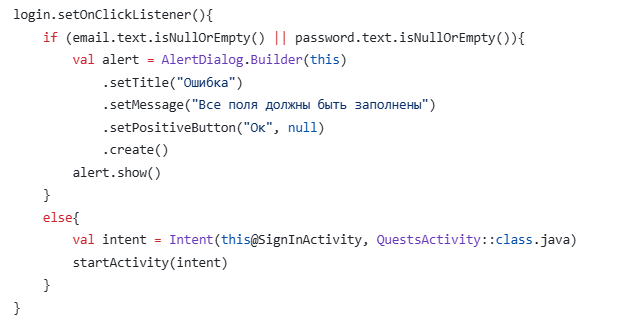 login.setOnClickListener(){
    if (email.text.isNullOrEmpty() || password.text.isNullOrEmpty()){
        val alert = AlertDialog.Builder(this)
            .setTitle("Ошибка")
            .setMessage("Все поля должны быть заполнены")
            .setPositiveButton("Ок", null)
            .create()
        alert.show()
    }
    else{
        val intent = Intent(this@SignInActivity, QuestsActivity::class.java)
        startActivity(intent)
    }
}